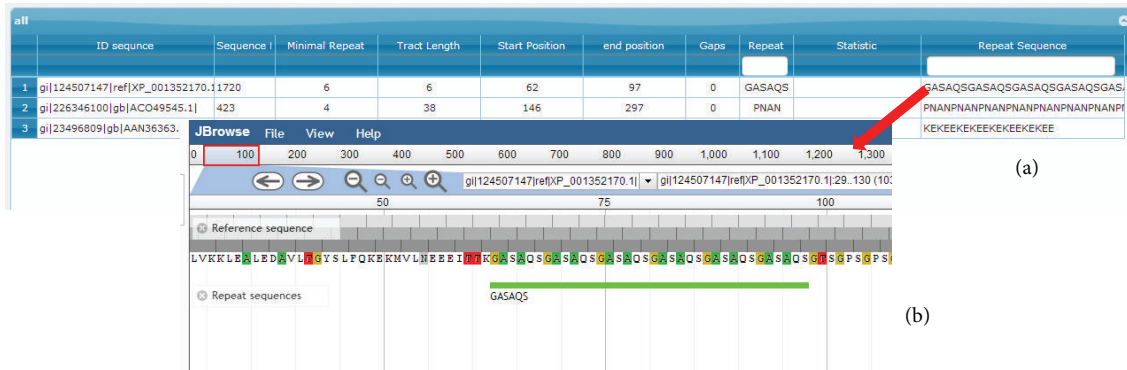 all
ID sequnce Sequence l Minimal Repeat Tract Length Start Position end position Gaps Repeat Statistic Repeat Sequence
1 gi|124507147|ref|XP_001352170.1 1720 6 6 62 97 0 GASAQS GASAQSGASAQSGASAQSGASAQSGASA
2 gi|226346100|gb|ACO49545.1| 423 4 38 146 297 0 PNAN PNANPNANPNANPNANPNANPNANPNANP
3 gi|23496809|gb|AAN36363. KEKEEKEKEEKEKEEKEKEE
JBrowse File View Help
0 100 200 300 400 500 600 700 800 900 1,000 1,100 1,200 1,300
gi|124507147|ref|XP_001352170.1| gi|124507147|ref|XP_001352170.1|:29..130 (103
50 75 100
Reference sequence
LVKKLEALEDAVLTGYSLFQKEKMVLNEEEITTKGASAQSGASAQSGASAQSGASAQSGASAQSGASAQSGTSGPSGPSG
Repeat sequences
GASAQS
(a)
(b)